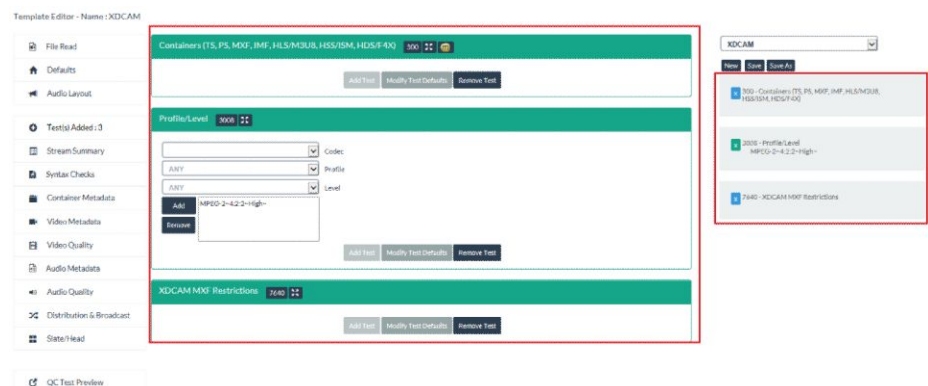 Template Editor - Name : XDCAM
File Read
Defaults
Audio Layout
Test(s) Added : 3
Stream Summary
Syntax Checks
Container Metadata
Video Metadata
Video Quality
Audio Metadata
Audio Quality
Distribution & Broadcast
Slate/Head
QC Test Preview
Containers (TS, PS, MXF, IMF, HLS/M3U8, HSS/ISM, HDS/F4X) 300
Add Test Modify Test Defaults Remove Test
Profile/Level 3008
Codec
ANY Profile
ANY Level
Add MPEG-2~4:2:2~High~
Remove
Add Test Modify Test Defaults Remove Test
XDCAM MXF Restrictions 7640
Add Test Modify Test Defaults Remove Test
XDCAM
New Save Save As
x 300 - Containers (TS, PS, MXF, IMF, HLS/M3U8,
HSS/ISM, HDS/F4X)
x 3008 - Profile/Level
MPEG-2~4:2:2~High~
x 7640 - XDCAM MXF Restrictions